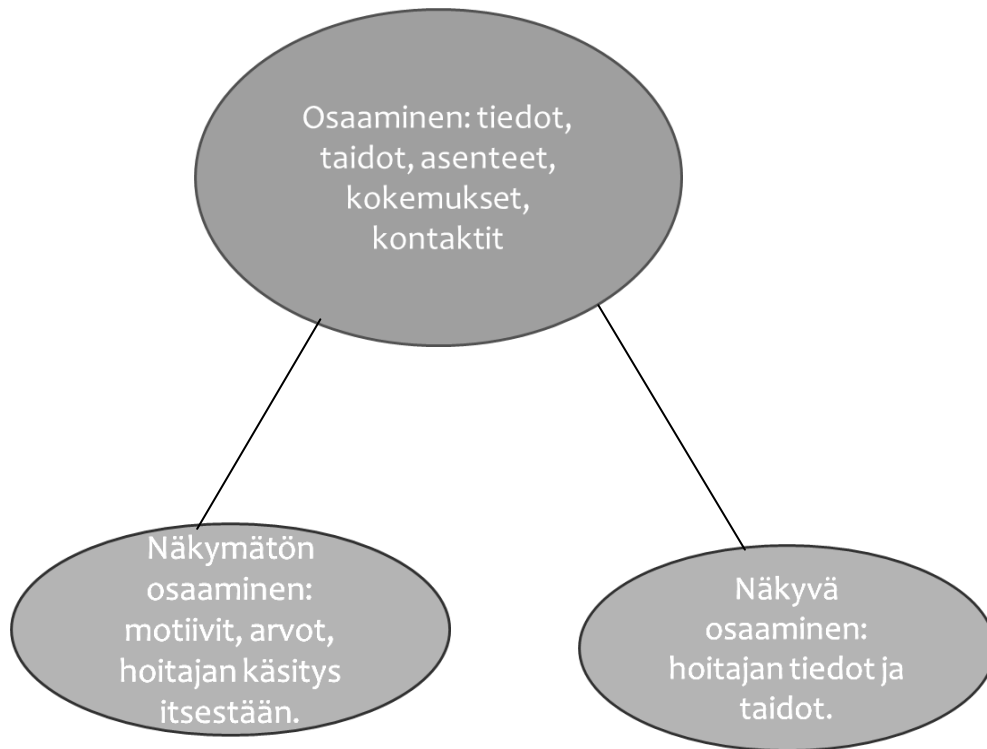 Osaaminen: tiedot,
taidot, asenteet,
kokemukset,
kontaktit
Näkymätön
osaaminen:
motiivit, arvot,
hoitajan käsitys
itsestään.
Näkyvä
osaaminen:
hoitajan tiedot ja
taidot.